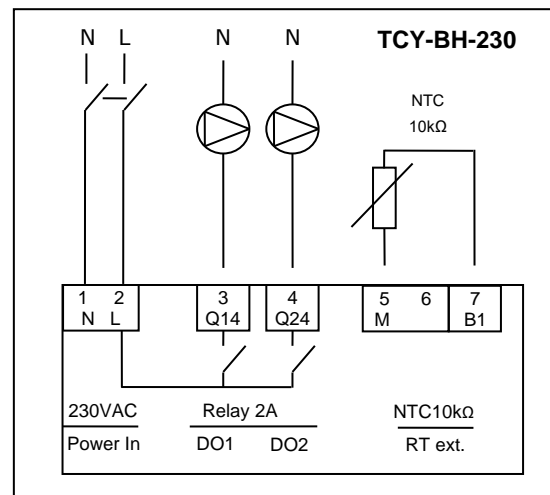 N L N N TCY-BH-230
NTC
10kΩ
1 2 3 4 5 6 7
N L Q14 Q24 M B1
230VAC Relay 2A NTC10kΩ
Power In DO1 DO2 RT ext.